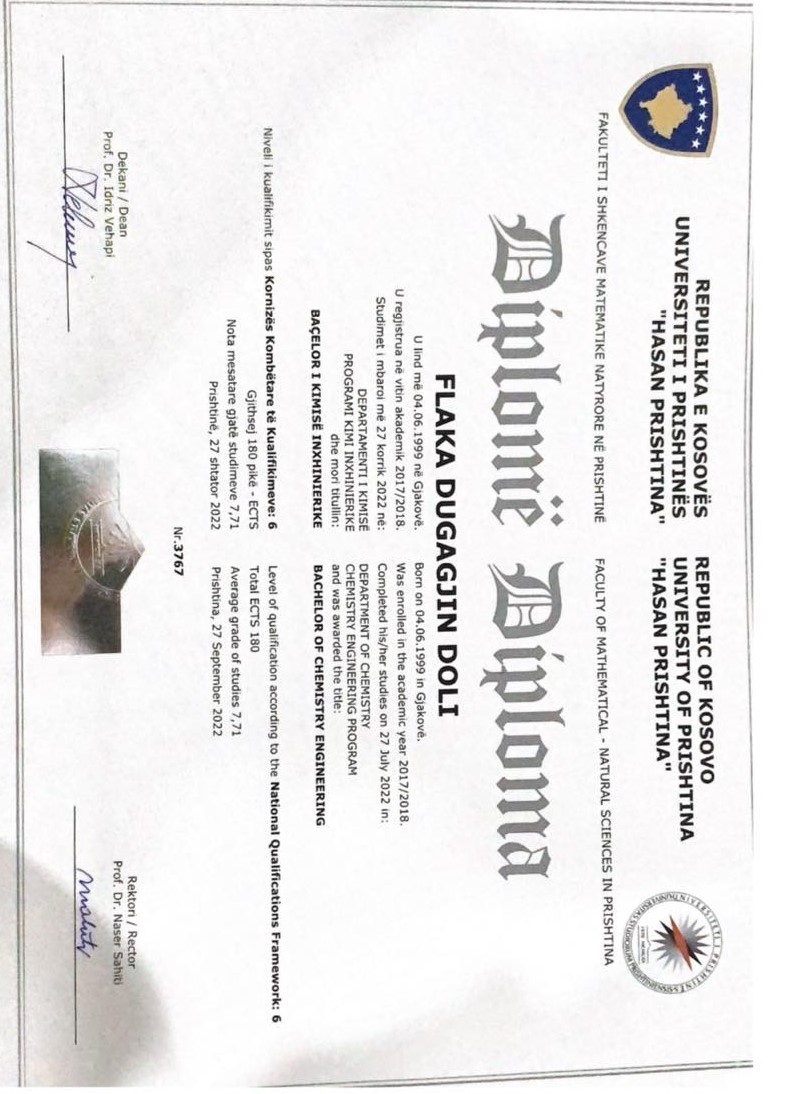 REPUBLIKA E KOSOVËS
UNIVERSITETI I PRISHTINËS
"HASAN PRISHTINA"
REPUBLIC OF KOSOVO
UNIVERSITY OF PRISHTINA
"HASAN PRISHTINA"
FAKULTETI I SHKENCAVE MATEMATIKE NATYRORE NË PRISHTINË
FACULTY OF MATHEMATICAL - NATURAL SCIENCES IN PRISHTINA
Diplomë Diploma
FLAKA DUGAGJIN DOLI
U lind më 04.06.1999 në Gjakovë.
U regjistrua në vitin akademik 2017/2018.
Studimet i mbaroi më 27 korrik 2022 në:
DEPARTAMENTI I KIMISË
PROGRAMI KIMI INXHINIERIKE
dhe mori titullin:
BAÇELOR I KIMISË INXHINIERIKE
Born on 04.06.1999 in Gjakovë.
Was enrolled in the academic year 2017/2018.
Completed his/her studies on 27 July 2022 in:
DEPARTMENT OF CHEMISTRY
CHEMISTRY ENGINEERING PROGRAM
and was awarded the title:
BACHELOR OF CHEMISTRY ENGINEERING
Niveli i kualifikimit sipas Kornizës Kombëtare të Kualifikimeve: 6
Gjithsej 180 pikë - ECTS
Nota mesatare gjatë studimeve 7,71
Prishtinë, 27 shtator 2022
Level of qualification according to the National Qualifications Framework: 6
Total ECTS 180
Average grade of studies 7,71
Prishtina, 27 September 2022
Nr.3767
Dekani / Dean
Prof. Dr. Idriz Vehapi
Rektori / Rector
Prof. Dr. Naser Sahiti